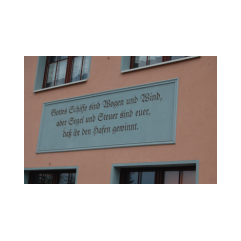 Gottes Schiffe sind Wogen und Wind,
aber Segel und Steuer sind euer,
daß ihr den Hafen gewinnt.